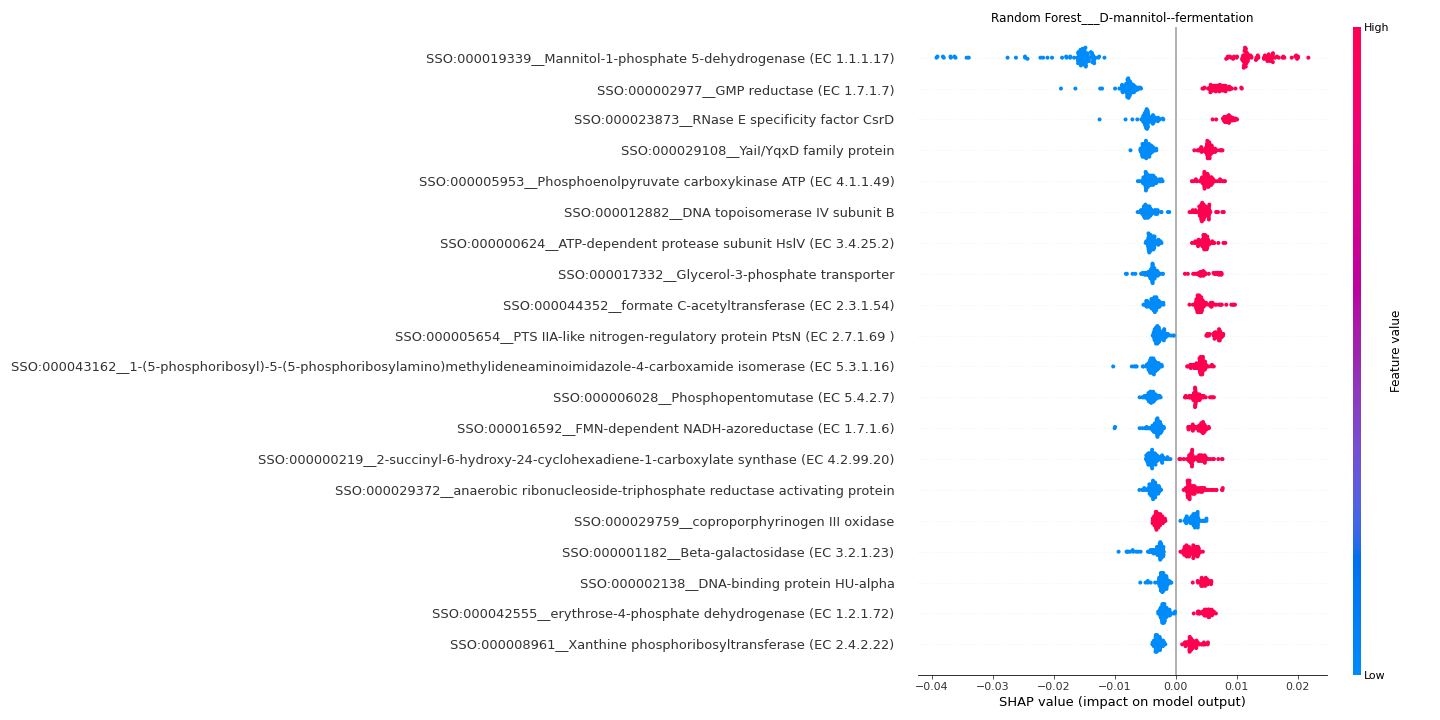 Random Forest___D-mannitol--fermentation
High
SSO:000019339__Mannitol-1-phosphate 5-dehydrogenase (EC 1.1.1.17)
SSO:000002977__GMP reductase (EC 1.7.1.7)
SSO:000023873__RNase E specificity factor CsrD
SSO:000029108__YaiI/YqxD family protein
SSO:000005953__Phosphoenolpyruvate carboxykinase ATP (EC 4.1.1.49)
SSO:000012882__DNA topoisomerase IV subunit B
SSO:000000624__ATP-dependent protease subunit HslV (EC 3.4.25.2)
SSO:000017332__Glycerol-3-phosphate transporter
SSO:000044352__formate C-acetyltransferase (EC 2.3.1.54)
SSO:000005654__PTS IIA-like nitrogen-regulatory protein PtsN (EC 2.7.1.69 )
SSO:000043162__1-(5-phosphoribosyl)-5-(5-phosphoribosylamino)methylideneaminoimidazole-4-carboxamide isomerase (EC 5.3.1.16)
SSO:000006028__Phosphopentomutase (EC 5.4.2.7)
SSO:000016592__FMN-dependent NADH-azoreductase (EC 1.7.1.6)
SSO:000000219__2-succinyl-6-hydroxy-24-cyclohexadiene-1-carboxylate synthase (EC 4.2.99.20)
SSO:000029372__anaerobic ribonucleoside-triphosphate reductase activating protein
SSO:000029759__coproporphyrinogen III oxidase
SSO:000001182__Beta-galactosidase (EC 3.2.1.23)
SSO:000002138__DNA-binding protein HU-alpha
SSO:000042555__erythrose-4-phosphate dehydrogenase (EC 1.2.1.72)
SSO:000008961__Xanthine phosphoribosyltransferase (EC 2.4.2.22)
Feature value
Low
−0.04 −0.03 −0.02 −0.01 0.00 0.01 0.02
SHAP value (impact on model output)